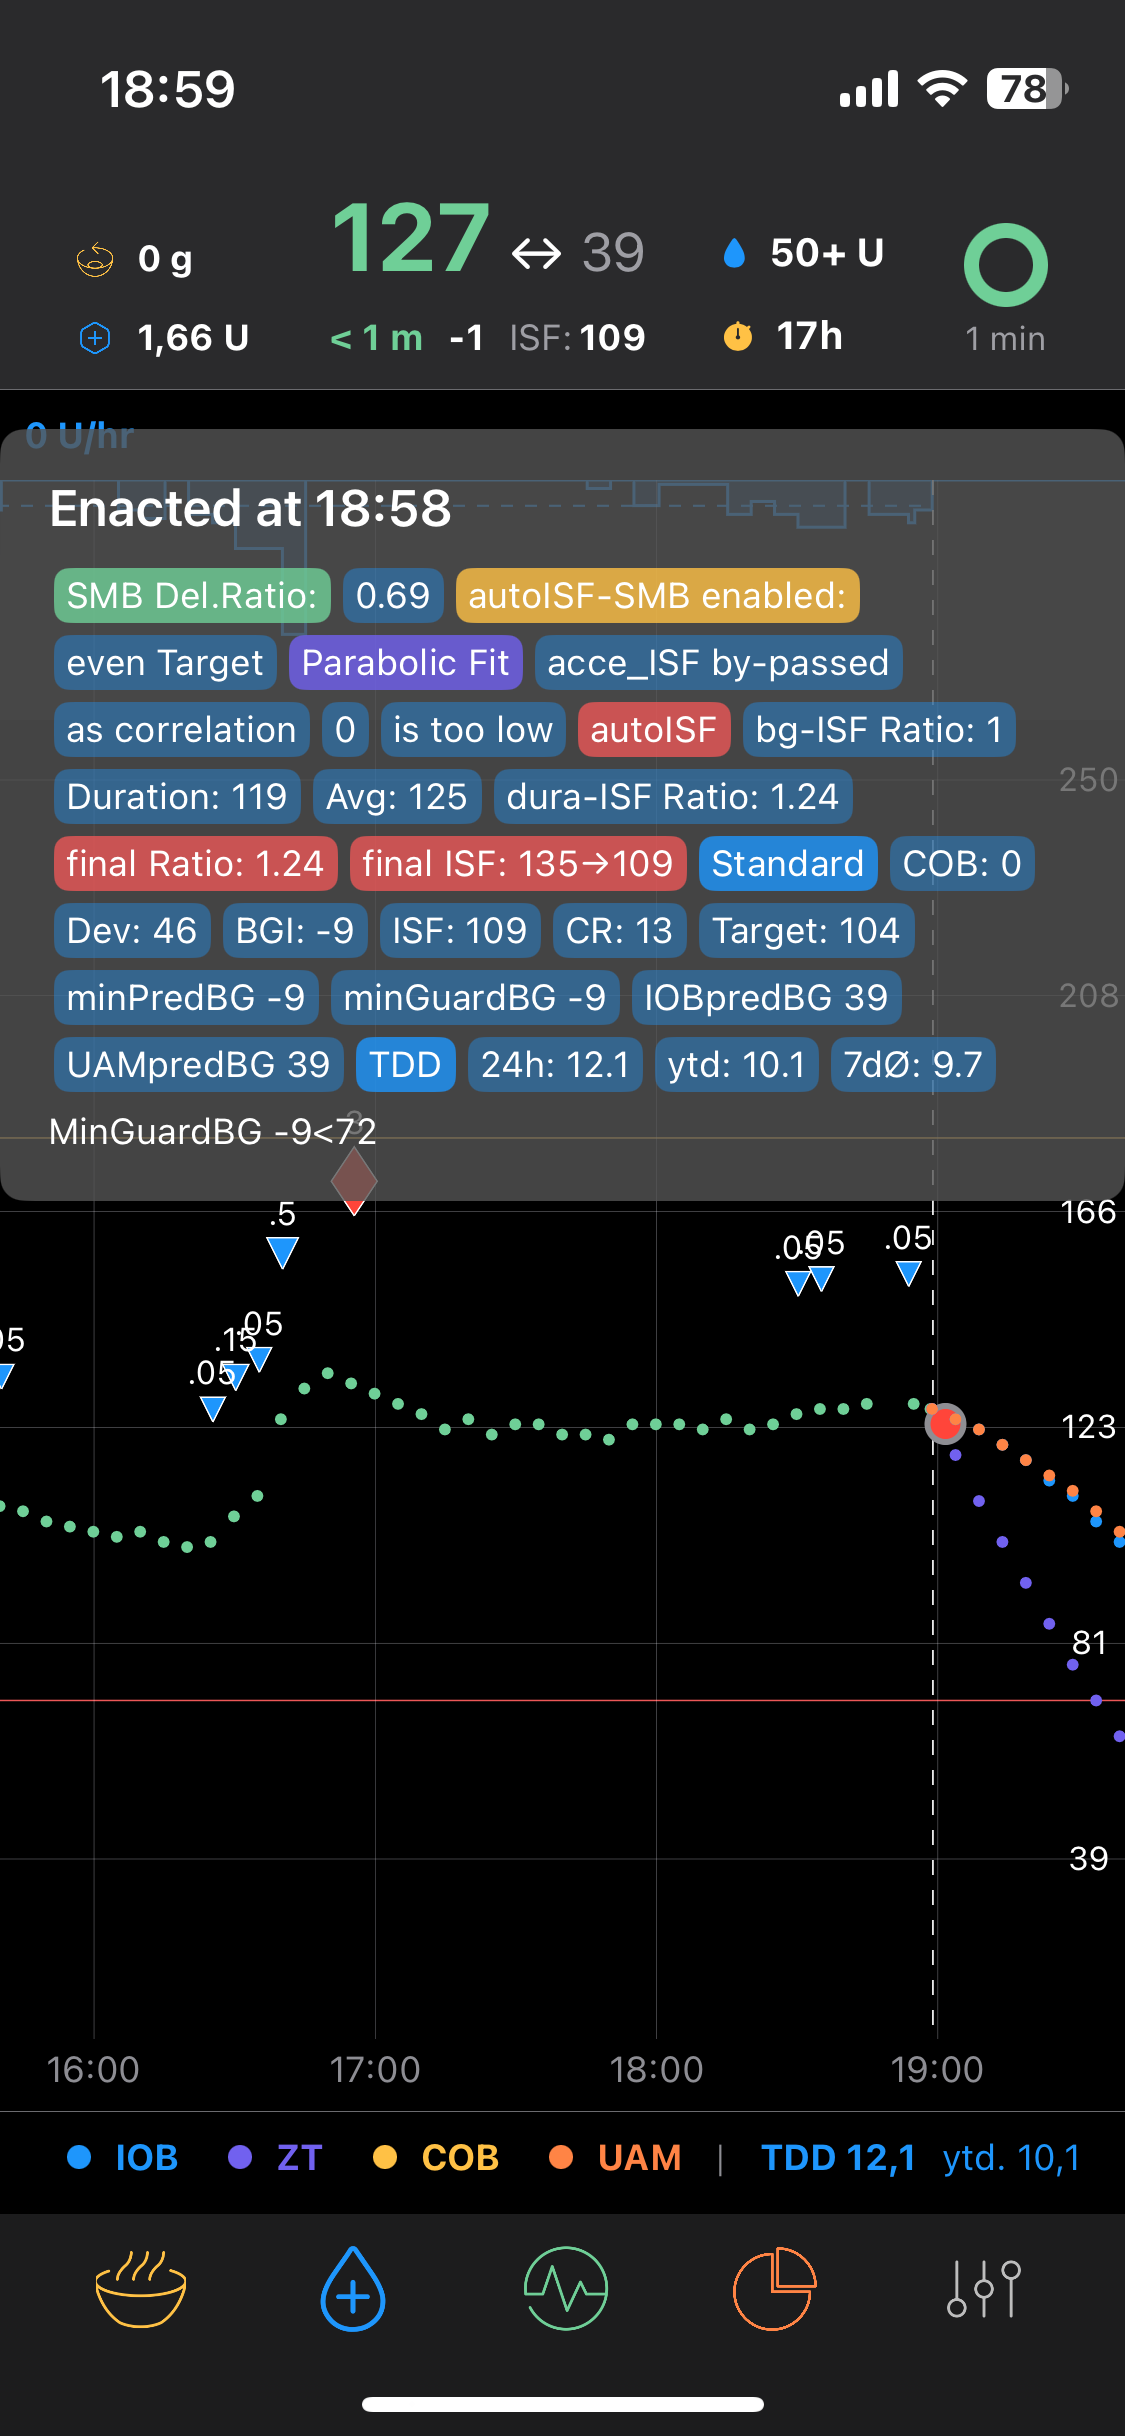 18:59
78
0 g
127 ↔ 39
50+ U
1,66 U
< 1 m -1 ISF: 109
17h
1 min
0 U/hr
Enacted at 18:58
SMB Del.Ratio: 0.69 autoISF-SMB enabled:
even Target Parabolic Fit acce_ISF by-passed
as correlation 0 is too low autoISF bg-ISF Ratio: 1
250
Duration: 119 Avg: 125 dura-ISF Ratio: 1.24
final Ratio: 1.24 final ISF: 135→109 Standard COB: 0
Dev: 46 BGI: -9 ISF: 109 CR: 13 Target: 104
minPredBG -9 minGuardBG -9 IOBpredBG 39
208
UAMpredBG 39 TDD 24h: 12.1 ytd: 10.1 7dØ: 9.7
MinGuardBG -9<72
3
166
.5
.05 .05 .05
05 .05 .15 .05
123
81
39
16:00 17:00 18:00 19:00
IOB ZT COB UAM | TDD 12,1 ytd. 10,1